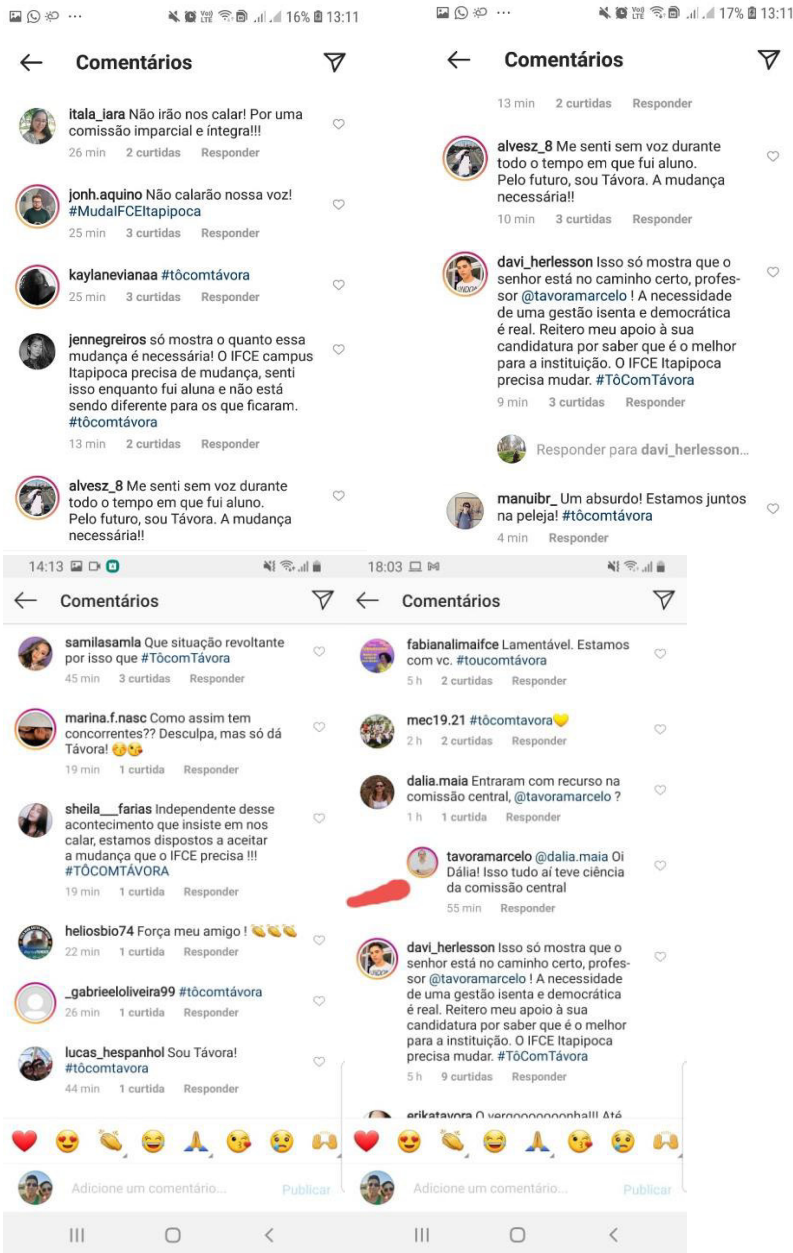 16% 13:11
Comentários
itala_iara Não irão nos calar! Por uma
comissão imparcial e íntegra!!!
26 min 2 curtidas Responder
jonh.aquino Não calarão nossa voz!
#MudaIFCEItapipoca
25 min 3 curtidas Responder
kaylanevianaa #tôcomtávora
25 min 3 curtidas Responder
jennegreiros só mostra o quanto essa
mudança é necessária! O IFCE campus
Itapipoca precisa de mudança, senti
isso enquanto fui aluna e não está
sendo diferente para os que ficaram.
#tôcomtávora
13 min 2 curtidas Responder
alvesz_8 Me senti sem voz durante
todo o tempo em que fui aluno.
Pelo futuro, sou Távora. A mudança
necessária!!
17% 13:11
Comentários
13 min 2 curtidas Responder
alvesz_8 Me senti sem voz durante
todo o tempo em que fui aluno.
Pelo futuro, sou Távora. A mudança
necessária!!
10 min 3 curtidas Responder
davi_herlesson Isso só mostra que o
senhor está no caminho certo, profes-
sor @tavoramarcelo ! A necessidade
de uma gestão isenta e democrática
é real. Reitero meu apoio à sua
candidatura por saber que é o melhor
para a instituição. O IFCE Itapipoca
precisa mudar. #TôComTávora
9 min 3 curtidas Responder
Responder para davi_herlesson...
manuibr_ Um absurdo! Estamos juntos
na peleja! #tôcomtávora
4 min Responder
14:13
Comentários
samilasamla Que situação revoltante
por isso que #TôcomTávora
45 min 3 curtidas Responder
marina.f.nasc Como assim tem
concorrentes?? Desculpa, mas só dá
Távora! 😚😘
19 min 1 curtida Responder
sheila___farias Independente desse
acontecimento que insiste em nos
calar, estamos dispostos a aceitar
a mudança que o IFCE precisa !!!
#TÔCOMTÁVORA
19 min 1 curtida Responder
heliosbio74 Força meu amigo ! 👏👏👏
22 min 1 curtida Responder
_gabrieeloliveira99 #tôcomtávora
26 min 1 curtida Responder
lucas_hespanhol Sou Távora!
#tôcomtavora
44 min 1 curtida Responder
Adicione um comentário... Publicar
18:03
Comentários
fabianalimaifce Lamentável. Estamos
com vc. #toucomtávora
5 h 2 curtidas Responder
mec19.21 #tôcomtavora💛
2 h 2 curtidas Responder
dalia.maia Entraram com recurso na
comissão central, @tavoramarcelo ?
1 h 1 curtida Responder
tavoramarcelo @dalia.maia Oi
Dália! Isso tudo aí teve ciência
da comissão central
55 min Responder
davi_herlesson Isso só mostra que o
senhor está no caminho certo, profes-
sor @tavoramarcelo ! A necessidade
de uma gestão isenta e democrática
é real. Reitero meu apoio à sua
candidatura por saber que é o melhor
para a instituição. O IFCE Itapipoca
precisa mudar. #TôComTávora
5 h 9 curtidas Responder
erikatavora O vergooooooonha!!! Até
Adicione um comentário... Publicar